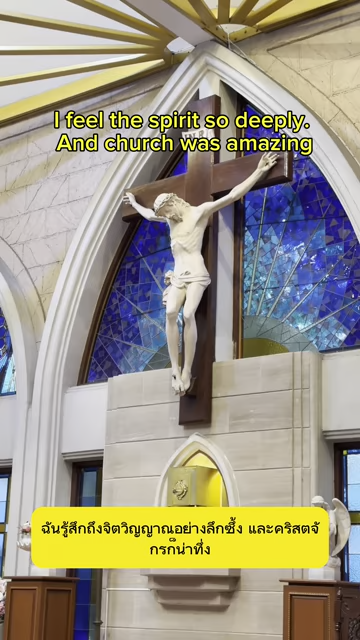 I feel the spirit so deeply.
And church was amazing
ฉันรู้สึกถึงจิตวิญญาณอย่างลึกซึ้ง และคริสตจั
กรก็น่าทึ่ง